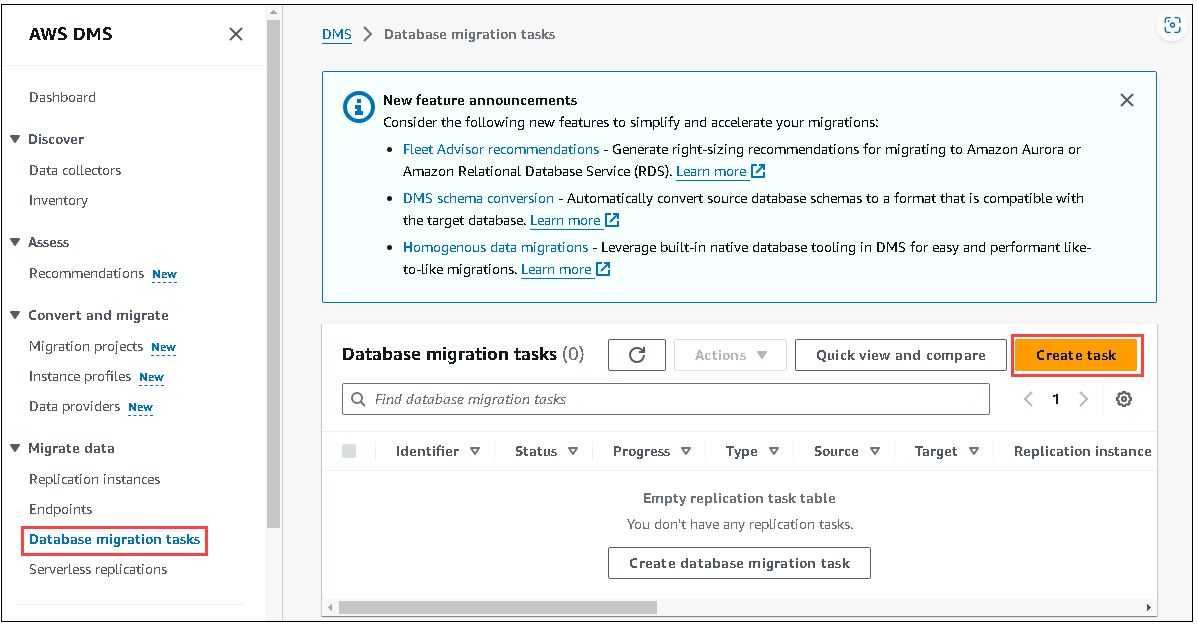 AWS DMS
Dashboard
Discover
Data collectors
Inventory
Assess
Recommendations New
Convert and migrate
Migration projects New
Instance profiles New
Data providers New
Migrate data
Replication instances
Endpoints
Database migration tasks
Serverless replications
DMS > Database migration tasks
New feature announcements
Consider the following new features to simplify and accelerate your migrations:
• Fleet Advisor recommendations - Generate right-sizing recommendations for migrating to Amazon Aurora or
Amazon Relational Database Service (RDS). Learn more
• DMS schema conversion - Automatically convert source database schemas to a format that is compatible with
the target database. Learn more
• Homogenous data migrations - Leverage built-in native database tooling in DMS for easy and performant like-
to-like migrations. Learn more
Database migration tasks (0) Actions Quick view and compare Create task
Find database migration tasks 1
Identifier Status Progress Type Source Target Replication instance
Empty replication task table
You don't have any replication tasks.
Create database migration task